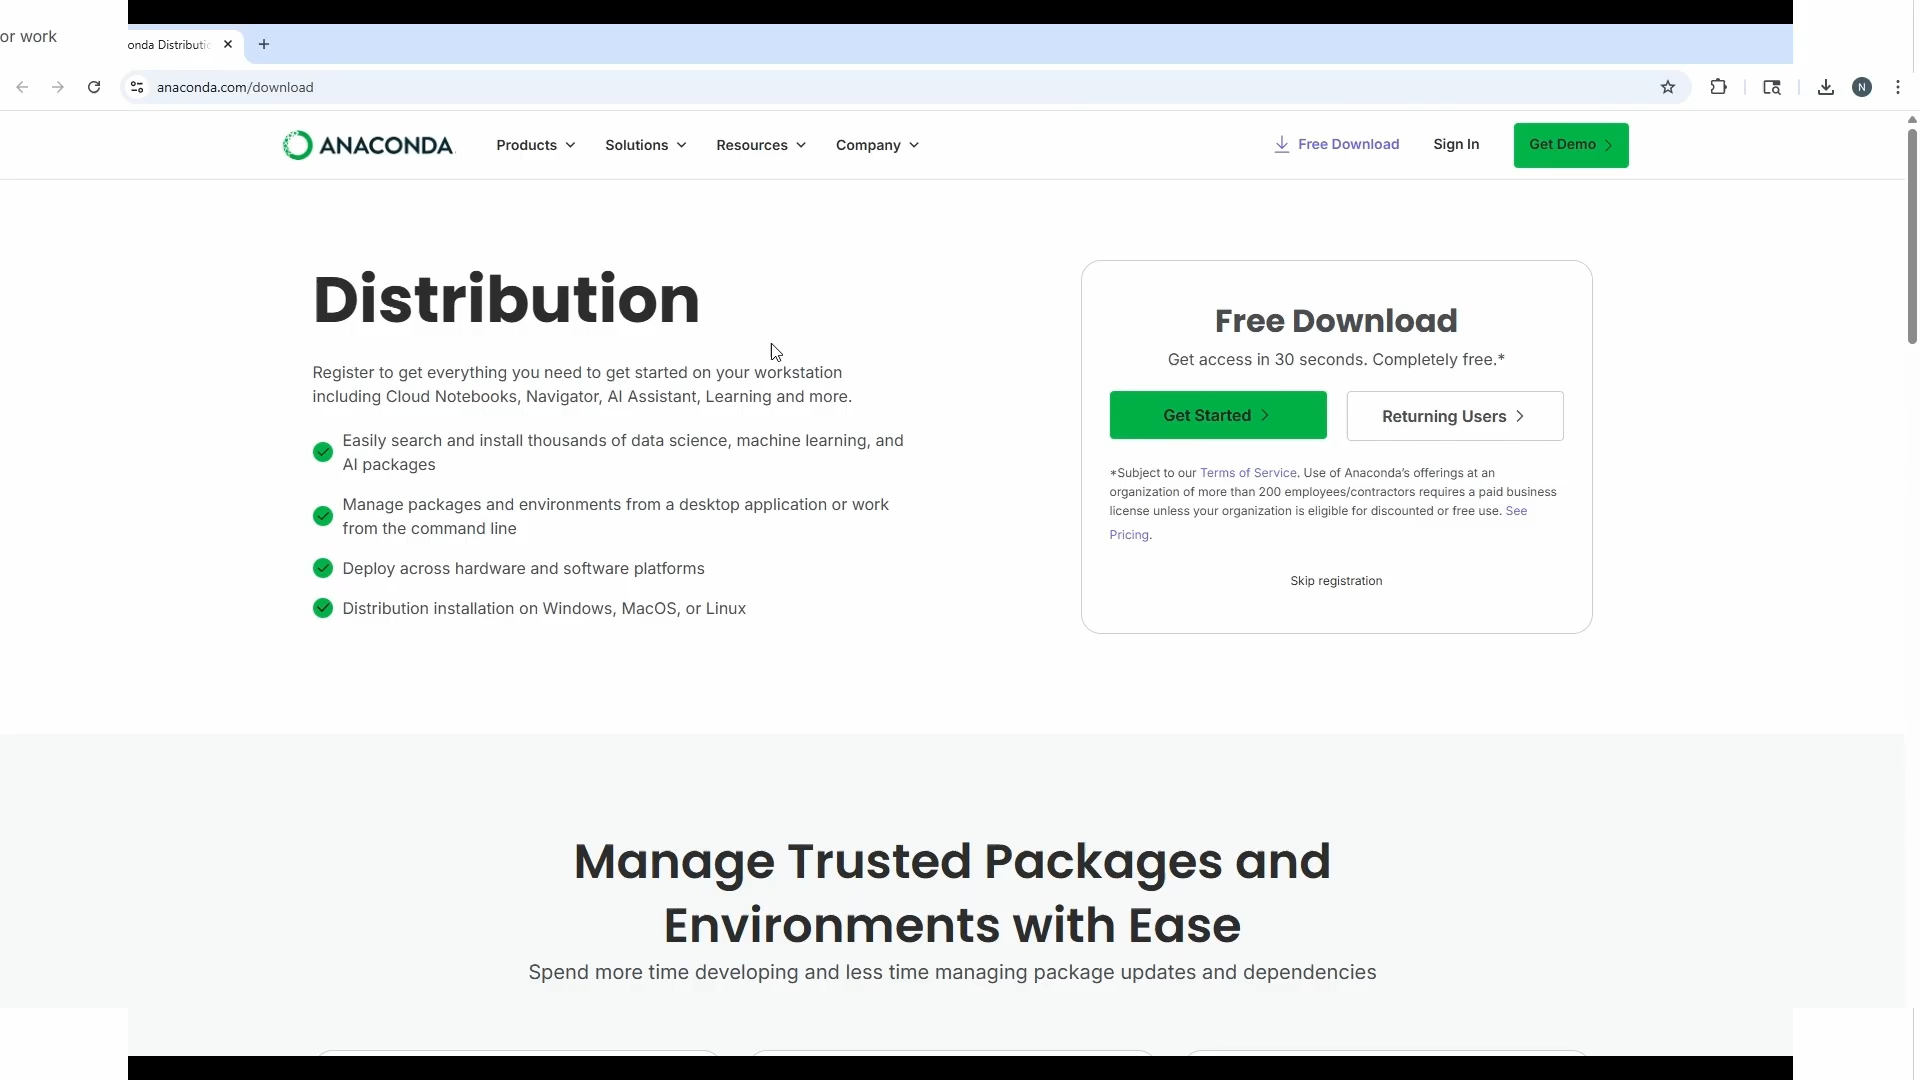 or work
onda Distributio
anaconda.com/download
N
ANACONDA
Products
Solutions
Resources
Company
Free Download
Sign In
Get Demo
Distribution
Register to get everything you need to get started on your workstation
including Cloud Notebooks, Navigator, AI Assistant, Learning and more.
Easily search and install thousands of data science, machine learning, and
AI packages
Manage packages and environments from a desktop application or work
from the command line
Deploy across hardware and software platforms
Distribution installation on Windows, MacOS, or Linux
Free Download
Get access in 30 seconds. Completely free.*
Get Started
Returning Users
*Subject to our Terms of Service. Use of Anaconda’s offerings at an
organization of more than 200 employees/contractors requires a paid business
license unless your organization is eligible for discounted or free use. See
Pricing.
Skip registration
Manage Trusted Packages and
Environments with Ease
Spend more time developing and less time managing package updates and dependencies